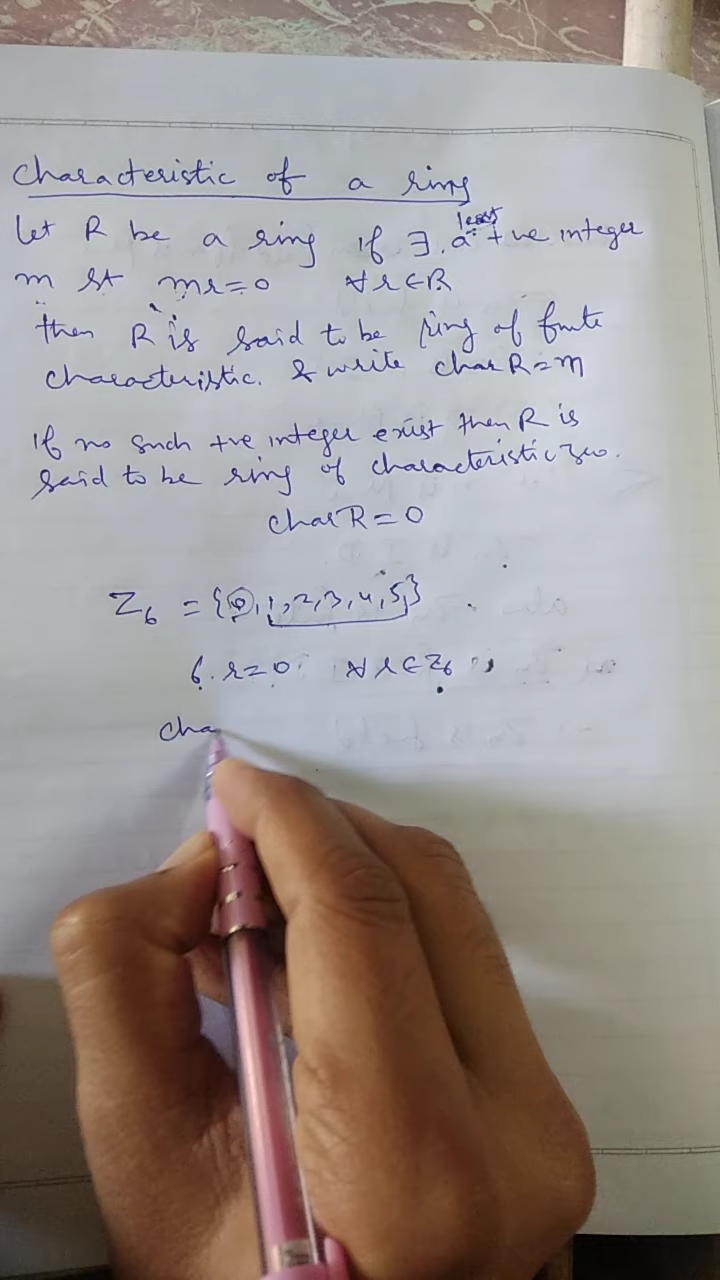 Characteristic of a ring
let R be a ring if ∃. a least +ve integer
m st mr=0 ∀r∈R
then R is said to be ring of finite
characteristic. & write char R=m
If no such +ve integer exist then R is
said to be ring of characteristic zero.
char R=0
Z₆ = {0,1,2,3,4,5}
6.r=0 ∀r∈Z₆
cha